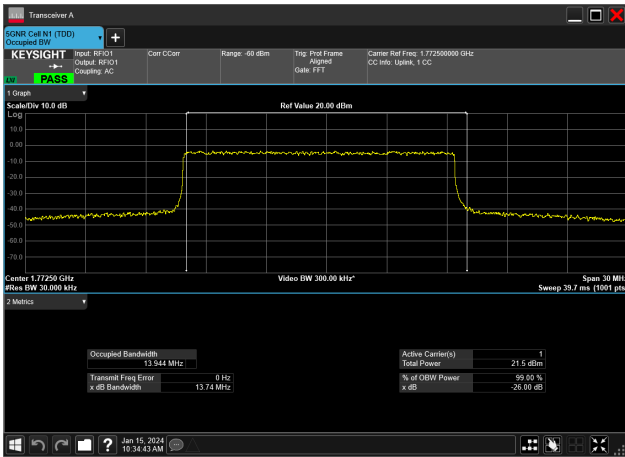 Transceiver A
5GNR Cell N1 (TDD)
Occupied BW
KEYSIGHT
Input: RFIO1
Output: RFIO1
Coupling: AC
Corr CCorr
Range: -60 dBm
Trig: Prot Frame
Aligned
Gate: FFT
Carrier Ref Freq: 1.772500000 GHz
CC Info: Uplink, 1 CC
PASS
1 Graph
Scale/Div 10.0 dB
Ref Value 20.00 dBm
Log
10.0
0.00
-10.0
-20.0
-30.0
-40.0
-50.0
-60.0
-70.0
Center 1.77250 GHz
Video BW 300.00 kHz*
Span 30 MHz
#Res BW 30.000 kHz
Sweep 39.7 ms (1001 pts
2 Metrics
Occupied Bandwidth
13.944 MHz
Transmit Freq Error 0 Hz
x dB Bandwidth 13.74 MHz
Active Carrier(s) 1
Total Power 21.5 dBm
% of OBW Power 99.00 %
x dB -26.00 dB
Jan 15, 2024
10:34:43 AM